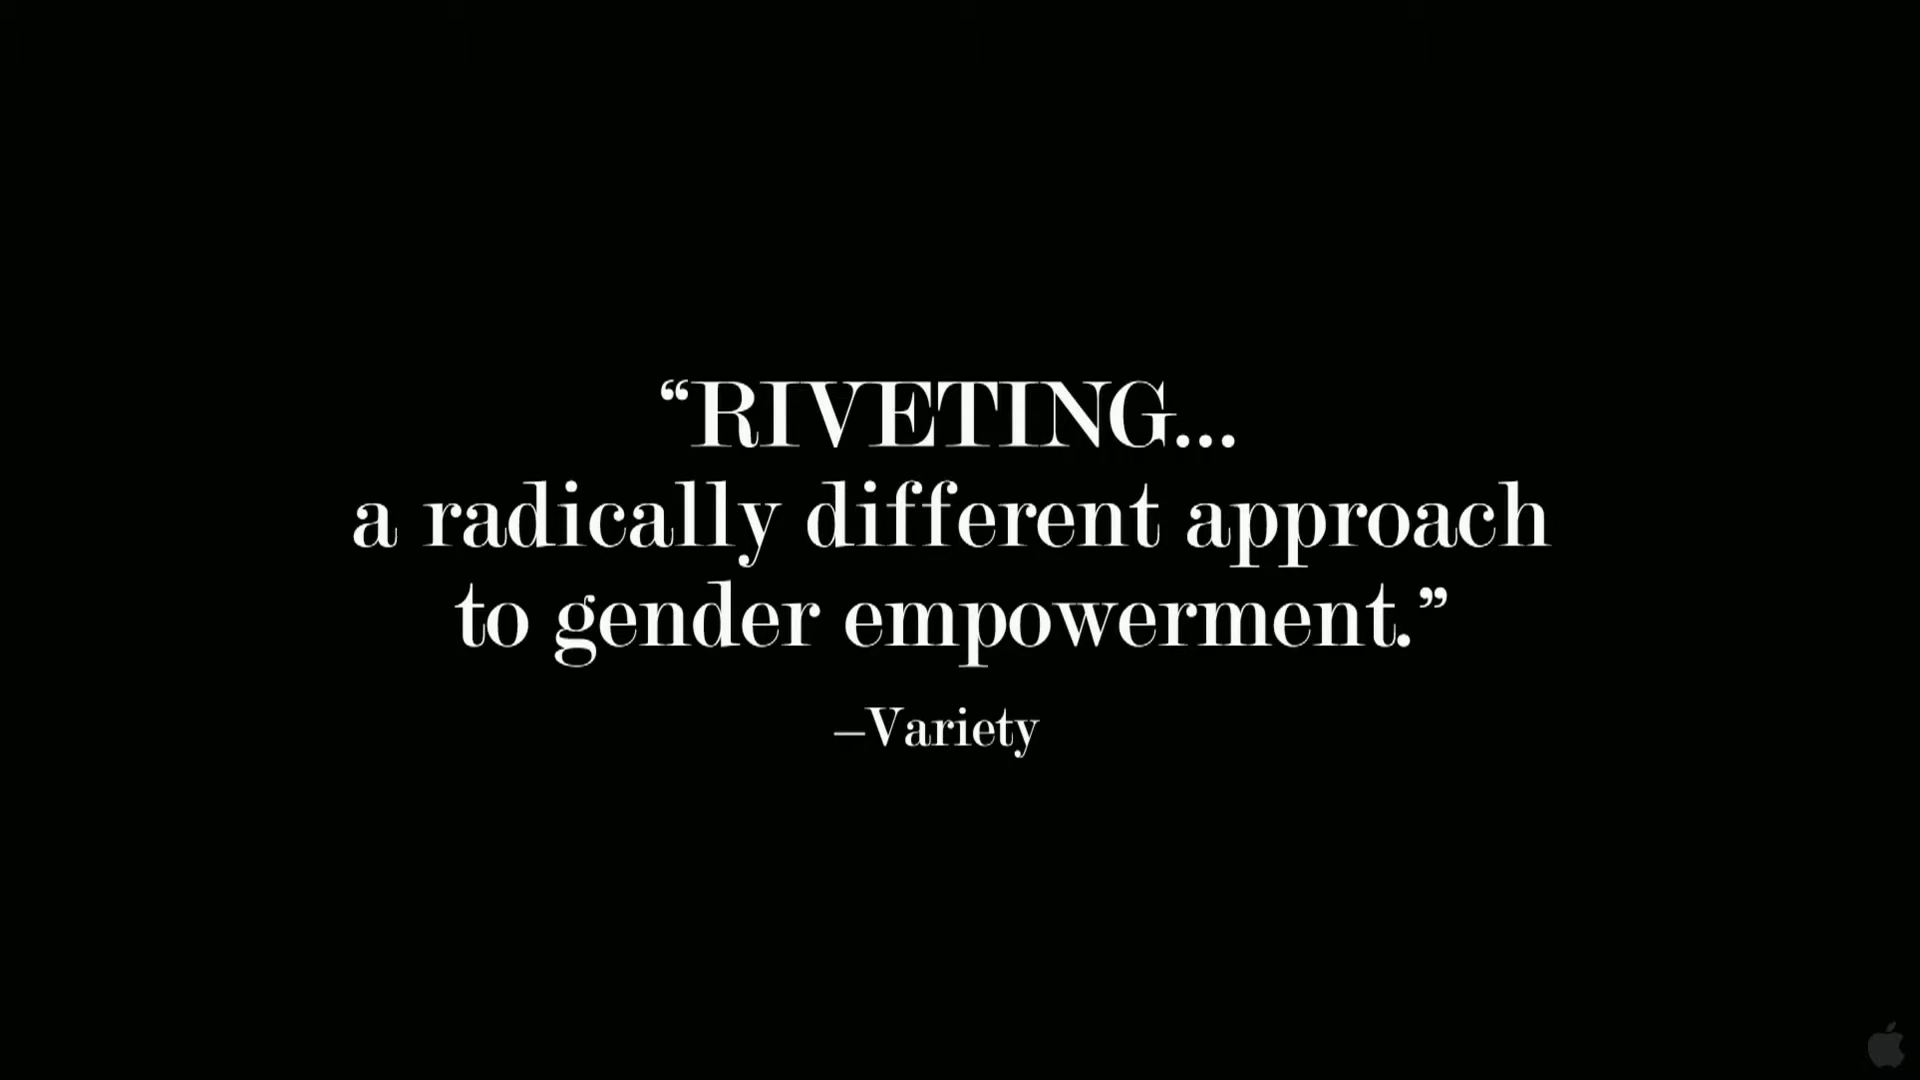 “RIVETING...
a radically different approach
to gender empowerment.”
—Variety